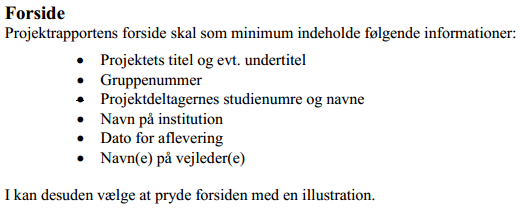 Forside
Projektrapportens forside skal som minimum indeholde følgende informationer:
• Projektets titel og evt. undertitel
• Gruppenummer
• Projektdeltagernes studienumre og navne
• Navn på institution
• Dato for aflevering
• Navn(e) på vejleder(e)
I kan desuden vælge at pryde forsiden med en illustration.